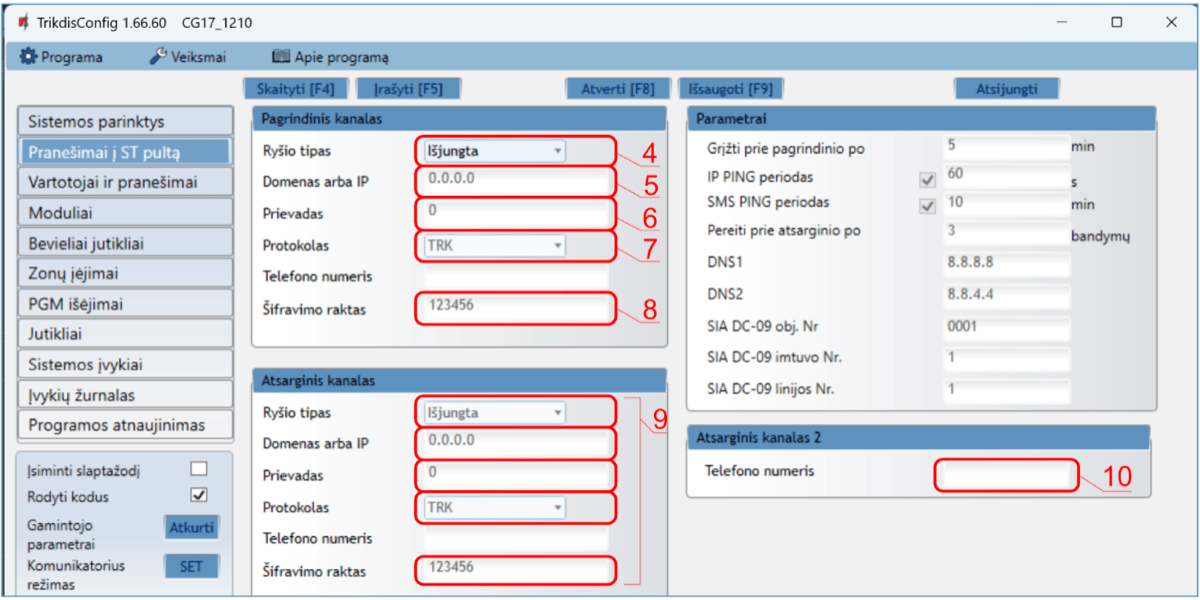 TrikdisConfig 1.66.60 CG17_1210
Programa Veiksmai Apie programą
Skaityti [F4] Įrašyti [F5] Atverti [F8] Išsaugoti [F9] Atsijungti
Sistemos parinktys
Pranešimai į ST pultą
Vartotojai ir pranešimai
Moduliai
Bevieliai jutikliai
Zonų įėjimai
PGM išėjimai
Jutikliai
Sistemos įvykiai
Įvykių žurnalas
Programos atnaujinimas
Įsiminti slaptažodį
Rodyti kodus
Gamintojo parametrai Atkurti
Komunikatorius režimas SET
Pagrindinis kanalas
Ryšio tipas Išjungta 4
Domenas arba IP 0.0.0.0 5
Prievadas 0 6
Protokolas TRK 7
Telefono numeris
Šifravimo raktas 123456 8
Atsarginis kanalas
Ryšio tipas Išjungta 9
Domenas arba IP 0.0.0.0
Prievadas 0
Protokolas TRK
Telefono numeris
Šifravimo raktas 123456
Parametrai
Grįžti prie pagrindinio po 5 min
IP PING periodas 60 s
SMS PING periodas 10 min
Pereiti prie atsarginio po 3 bandymų
DNS1 8.8.8.8
DNS2 8.8.4.4
SIA DC-09 obj. Nr 0001
SIA DC-09 imtuvo Nr. 1
SIA DC-09 linijos Nr. 1
Atsarginis kanalas 2
Telefono numeris 10